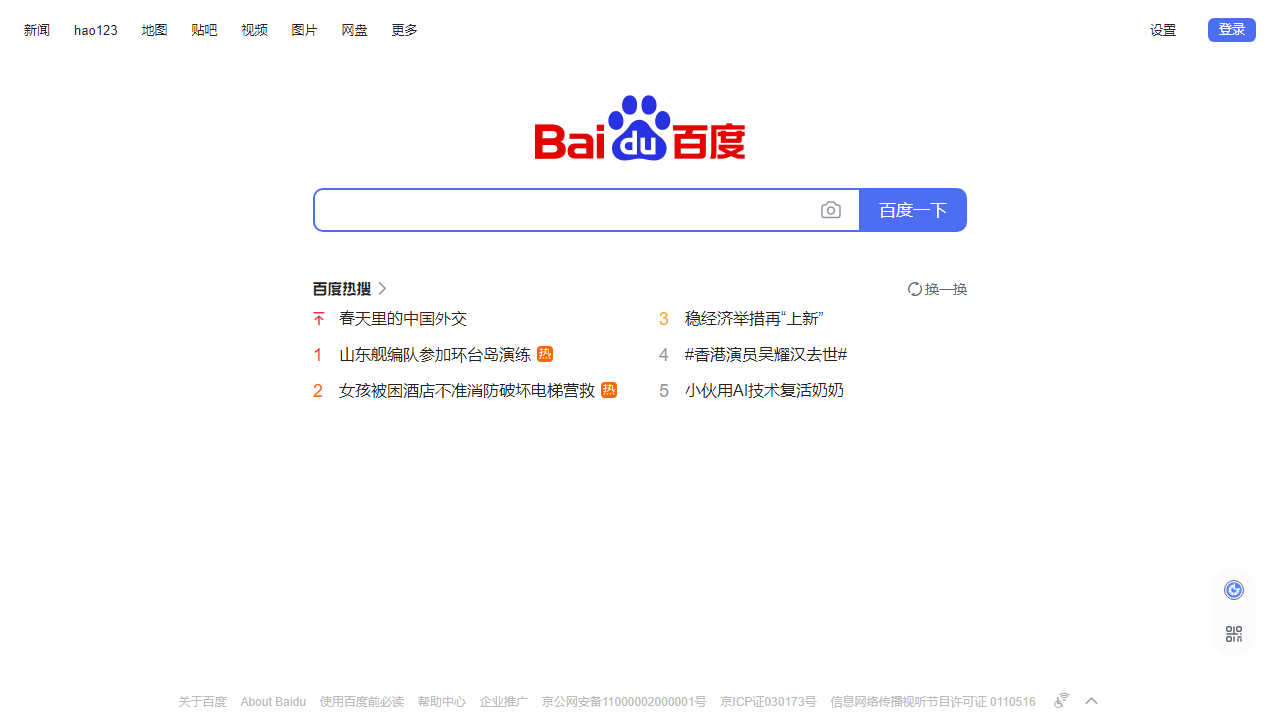 新闻 hao123 地图 贴吧 视频 图片 网盘 更多 设置 登录
Bai du 百度
百度一下
百度热搜 换一换
春天里的中国外交
1 山东舰编队参加环台岛演练 热
2 女孩被困酒店不准消防破坏电梯营救 热
3 稳经济举措再“上新”
4 #香港演员吴耀汉去世#
5 小伙用AI技术复活奶奶
关于百度 About Baidu 使用百度前必读 帮助中心 企业推广 京公网安备11000002000001号 京ICP证030173号 信息网络传播视听节目许可证 0110516